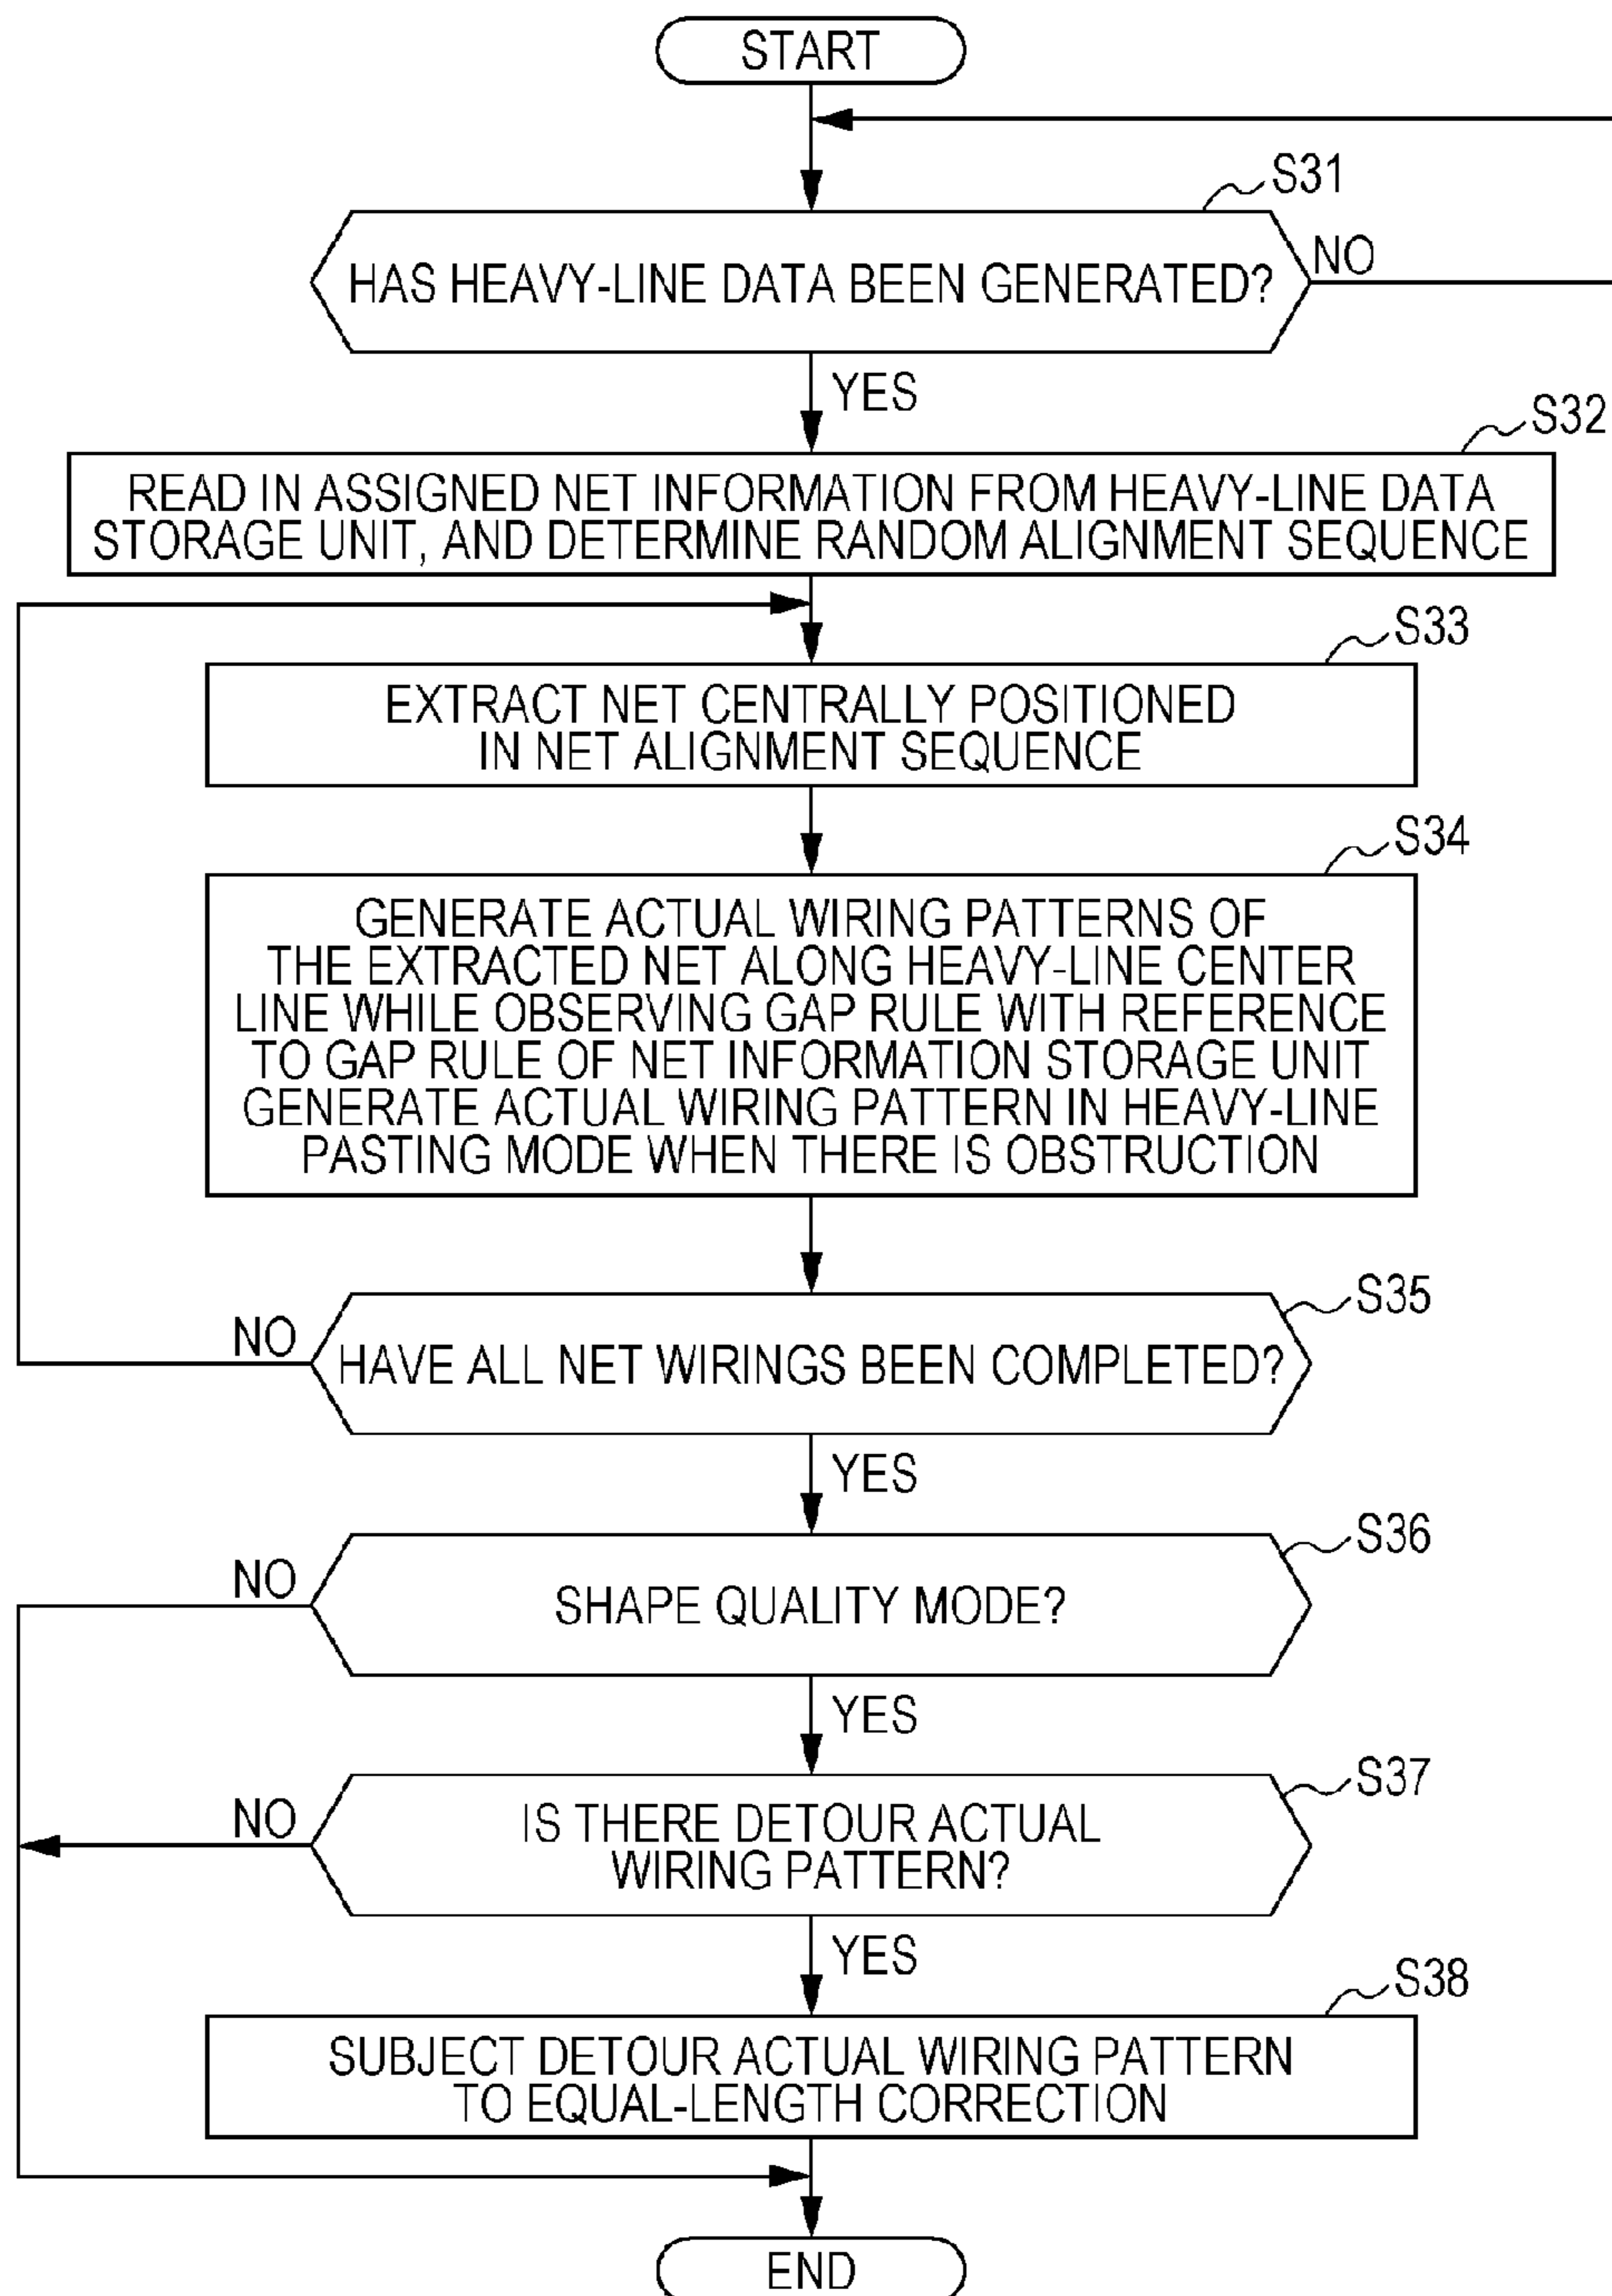 START
S31
HAS HEAVY-LINE DATA BEEN GENERATED?
NO
YES
S32
READ IN ASSIGNED NET INFORMATION FROM HEAVY-LINE DATA
STORAGE UNIT, AND DETERMINE RANDOM ALIGNMENT SEQUENCE
S33
EXTRACT NET CENTRALLY POSITIONED
IN NET ALIGNMENT SEQUENCE
S34
GENERATE ACTUAL WIRING PATTERNS OF
THE EXTRACTED NET ALONG HEAVY-LINE CENTER
LINE WHILE OBSERVING GAP RULE WITH REFERENCE
TO GAP RULE OF NET INFORMATION STORAGE UNIT
GENERATE ACTUAL WIRING PATTERN IN HEAVY-LINE
PASTING MODE WHEN THERE IS OBSTRUCTION
S35
NO
HAVE ALL NET WIRINGS BEEN COMPLETED?
YES
S36
NO
SHAPE QUALITY MODE?
YES
S37
NO
IS THERE DETOUR ACTUAL
WIRING PATTERN?
YES
S38
SUBJECT DETOUR ACTUAL WIRING PATTERN
TO EQUAL-LENGTH CORRECTION
END